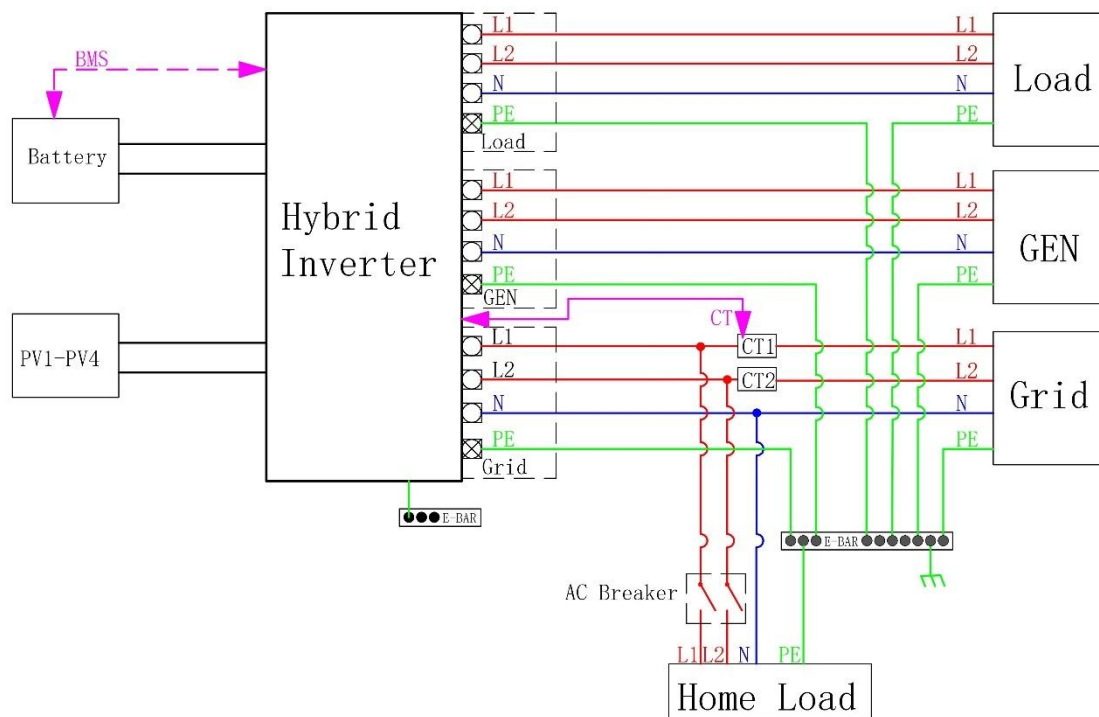 BMS
Battery
PV1-PV4
Hybrid
Inverter
L1
L2
N
PE
Load
L1
L2
N
PE
Load
L1
L2
N
PE
GEN
L1
L2
N
PE
GEN
CT
CT1
CT2
L1
L2
N
PE
Grid
L1
L2
N
PE
Grid
E-BAR
E-BAR
AC Breaker
L1
L2
N
PE
Home Load